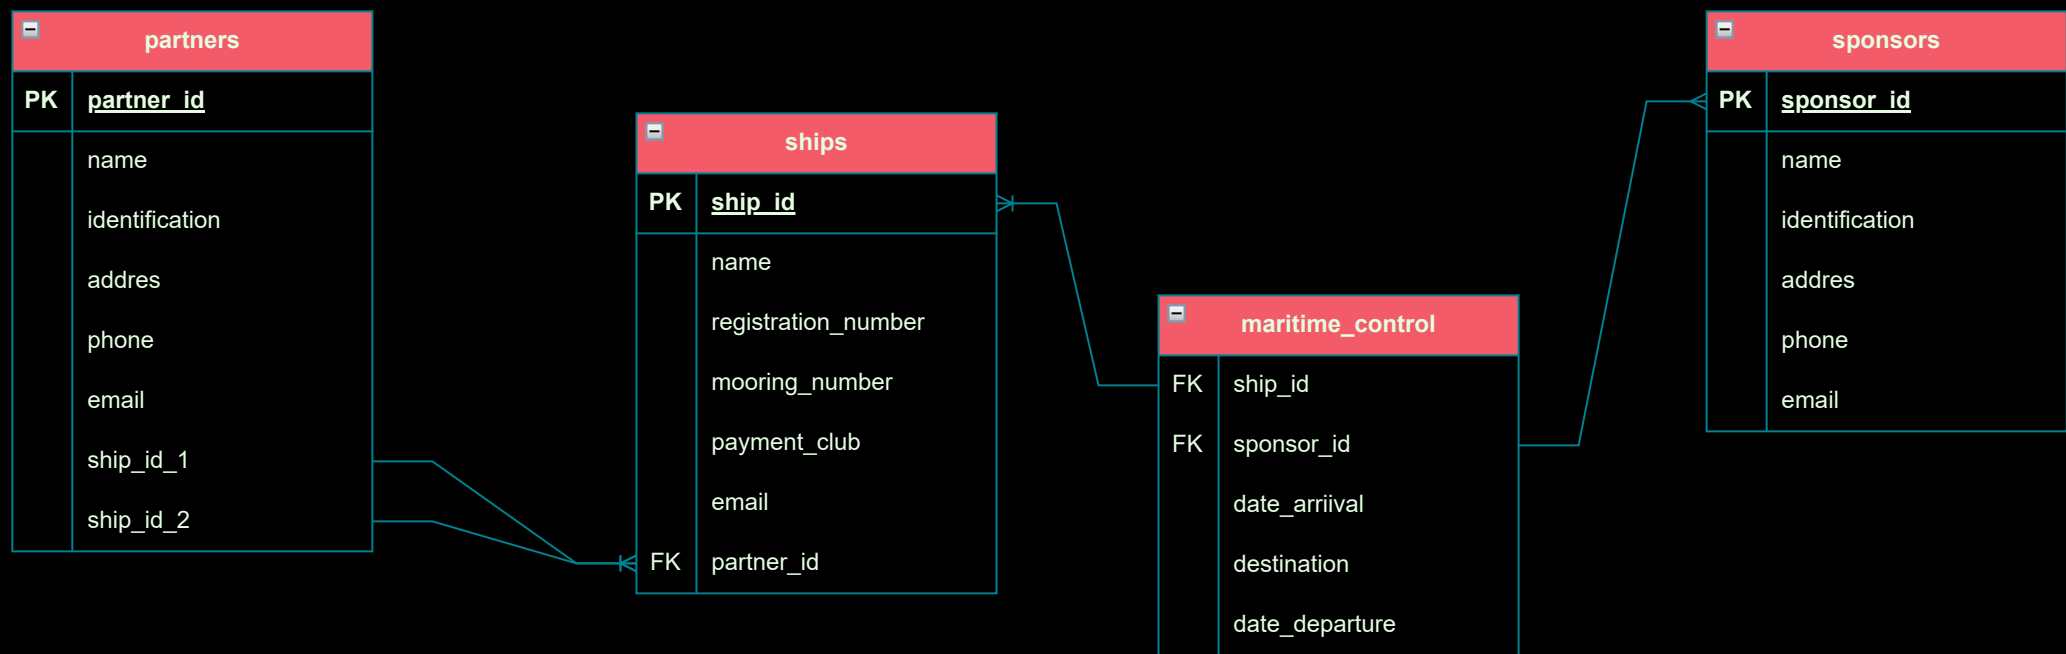 partners
PK partner_id
name
identification
addres
phone
email
ship_id_1
ship_id_2
ships
PK ship_id
name
registration_number
mooring_number
payment_club
email
FK partner_id
maritime_control
FK ship_id
FK sponsor_id
date_arriival
destination
date_departure
sponsors
PK sponsor_id
name
identification
addres
phone
email